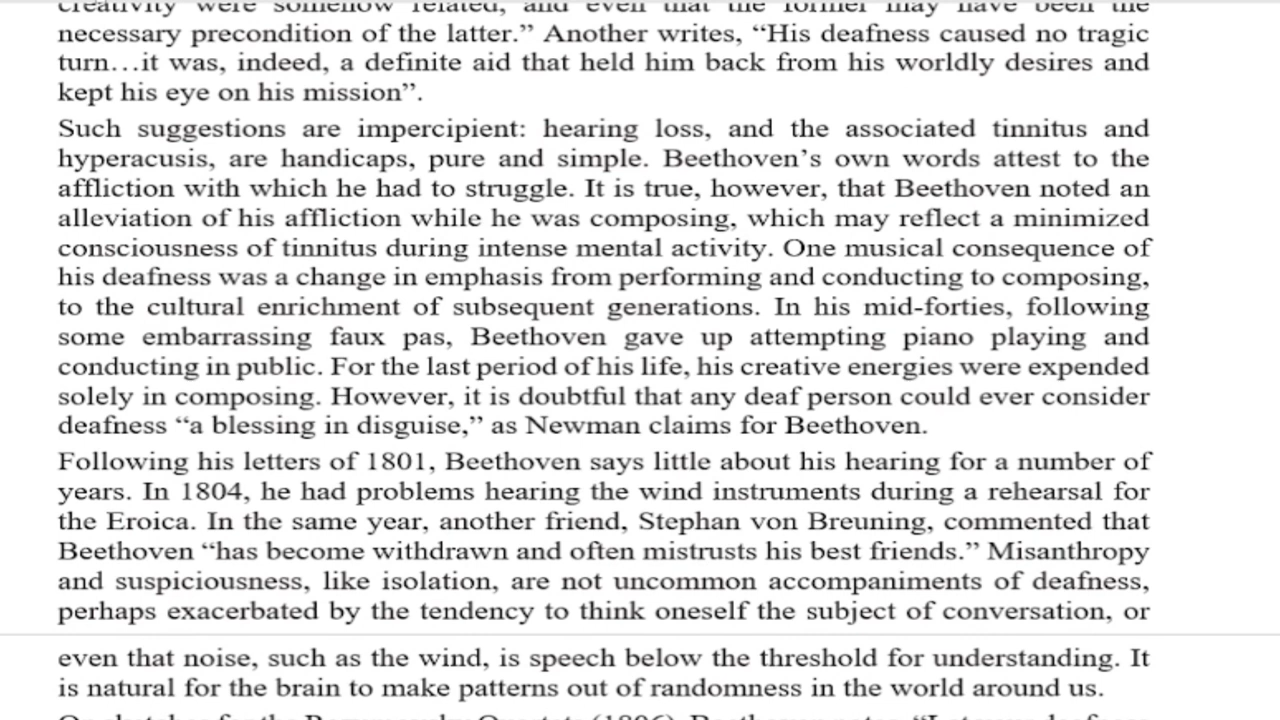 creativity were somehow related, and even that the former may have been the
necessary precondition of the latter.” Another writes, “His deafness caused no tragic
turn…it was, indeed, a definite aid that held him back from his worldly desires and
kept his eye on his mission”.
Such suggestions are impercipient: hearing loss, and the associated tinnitus and
hyperacusis, are handicaps, pure and simple. Beethoven’s own words attest to the
affliction with which he had to struggle. It is true, however, that Beethoven noted an
alleviation of his affliction while he was composing, which may reflect a minimized
consciousness of tinnitus during intense mental activity. One musical consequence of
his deafness was a change in emphasis from performing and conducting to composing,
to the cultural enrichment of subsequent generations. In his mid-forties, following
some embarrassing faux pas, Beethoven gave up attempting piano playing and
conducting in public. For the last period of his life, his creative energies were expended
solely in composing. However, it is doubtful that any deaf person could ever consider
deafness “a blessing in disguise,” as Newman claims for Beethoven.
Following his letters of 1801, Beethoven says little about his hearing for a number of
years. In 1804, he had problems hearing the wind instruments during a rehearsal for
the Eroica. In the same year, another friend, Stephan von Breuning, commented that
Beethoven “has become withdrawn and often mistrusts his best friends.” Misanthropy
and suspiciousness, like isolation, are not uncommon accompaniments of deafness,
perhaps exacerbated by the tendency to think oneself the subject of conversation, or
even that noise, such as the wind, is speech below the threshold for understanding. It
is natural for the brain to make patterns out of randomness in the world around us.